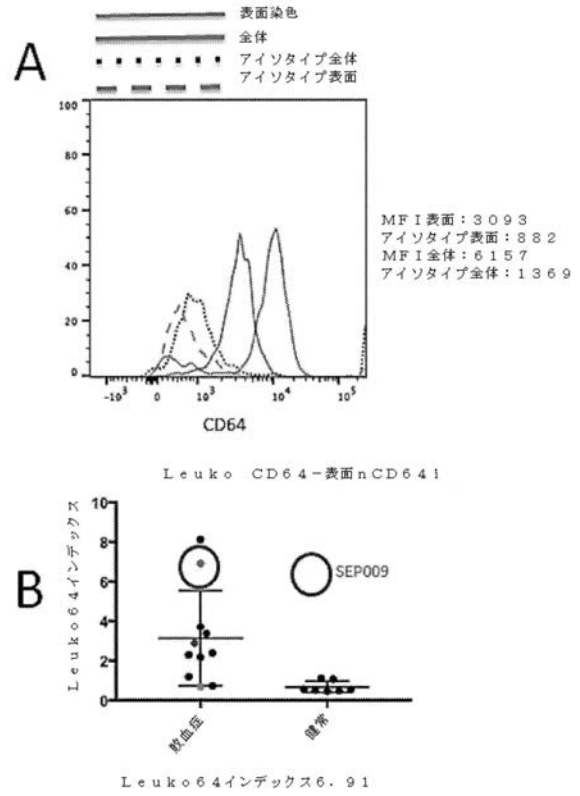 表面染色
全体
アイソタイプ全体
アイソタイプ表面
A
100
80
60
40
20
0
-10³ 0 10³ 10⁴ 10⁵
CD64
MFI表面:3093
アイソタイプ表面:882
MFI全体:6157
アイソタイプ全体:1369
Leuko CD64-表面nCD64I
B
Leuko64インデックス
10
8
6
4
2
0
SEP009
敗血症
健常
Leuko64インデックス6.91